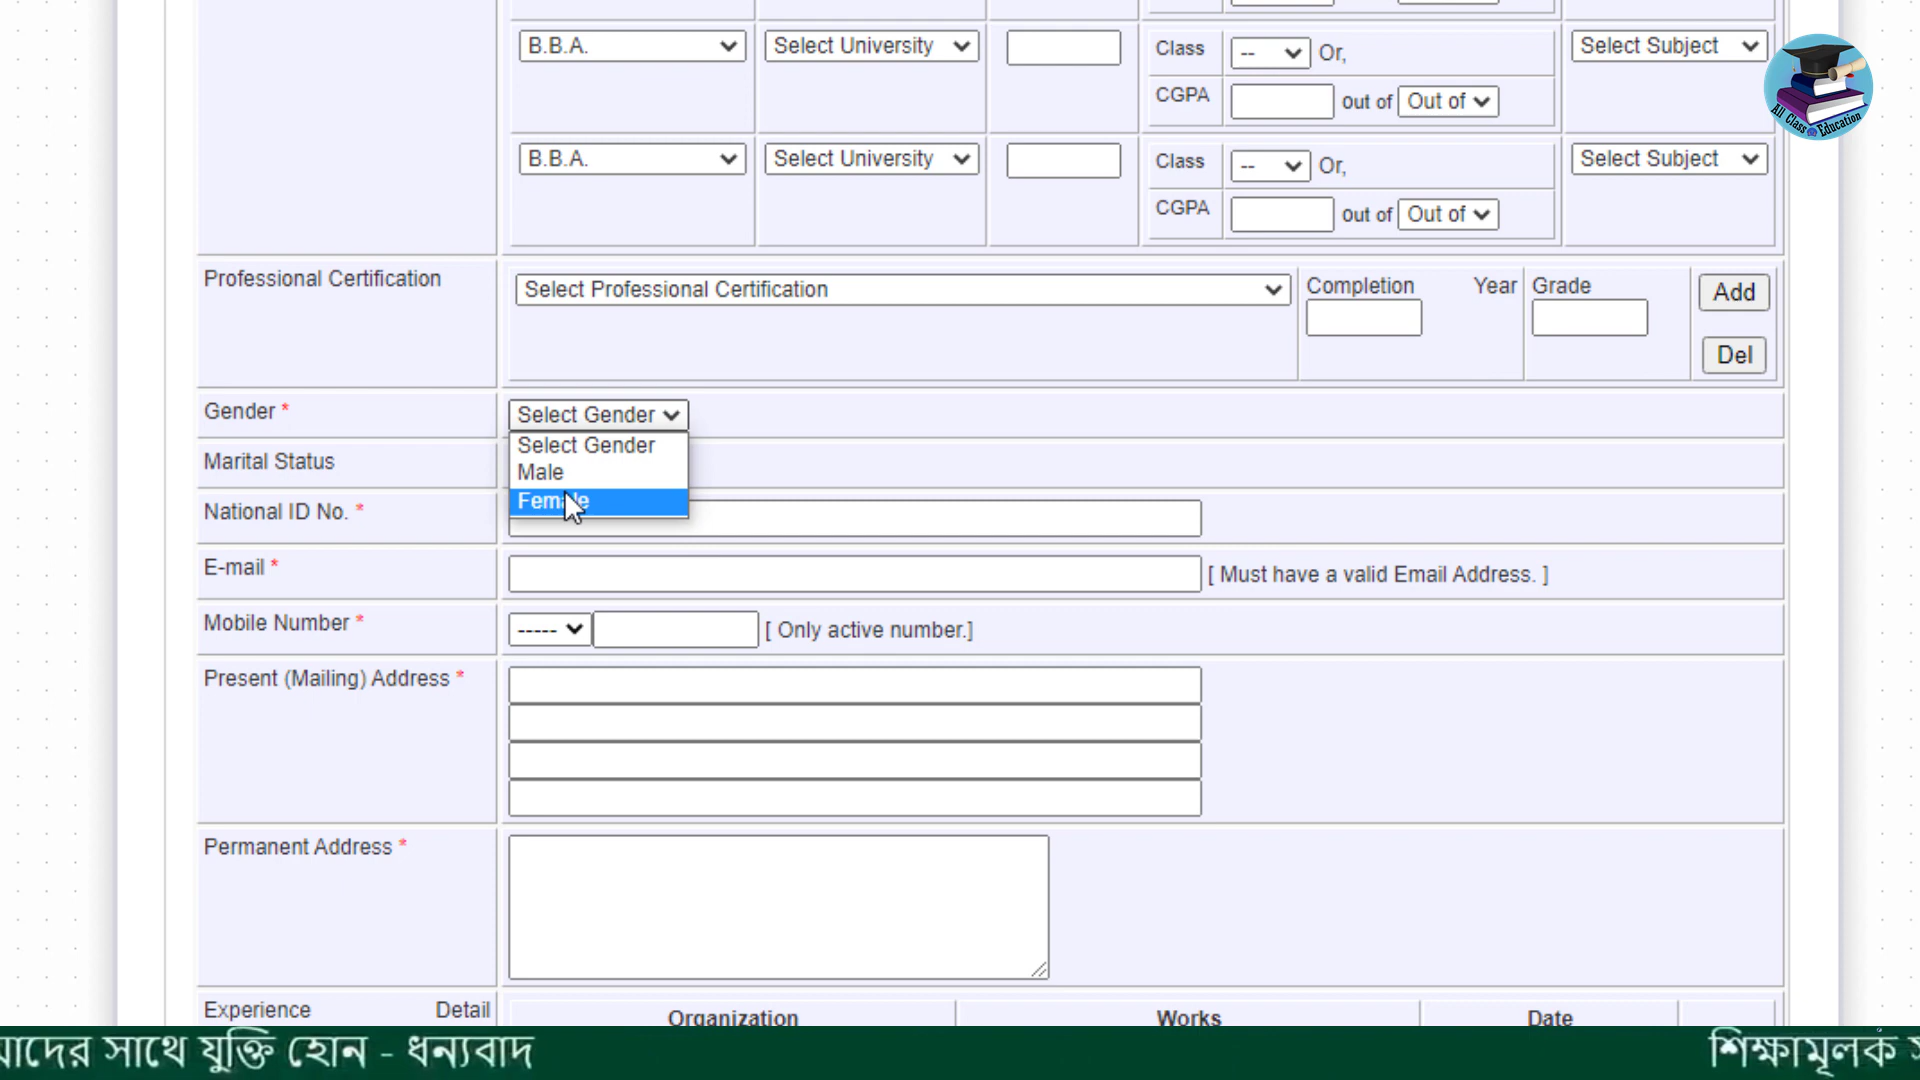 B.B.A. Select University Class -- Or, Select Subject
CGPA out of Out of
B.B.A. Select University Class -- Or, Select Subject
CGPA out of Out of
Professional Certification Select Professional Certification Completion Year Grade Add
Del
Gender * Select Gender
Select Gender
Male
Marital Status
Female
National ID No. *
E-mail * [ Must have a valid Email Address. ]
Mobile Number * ----- [ Only active number.]
Present (Mailing) Address *
Permanent Address *
Experience Detail Organization Works Date
All Class Education
সাথে যুক্তি হোন - ধন্যবাদ
শিক্ষামূলক